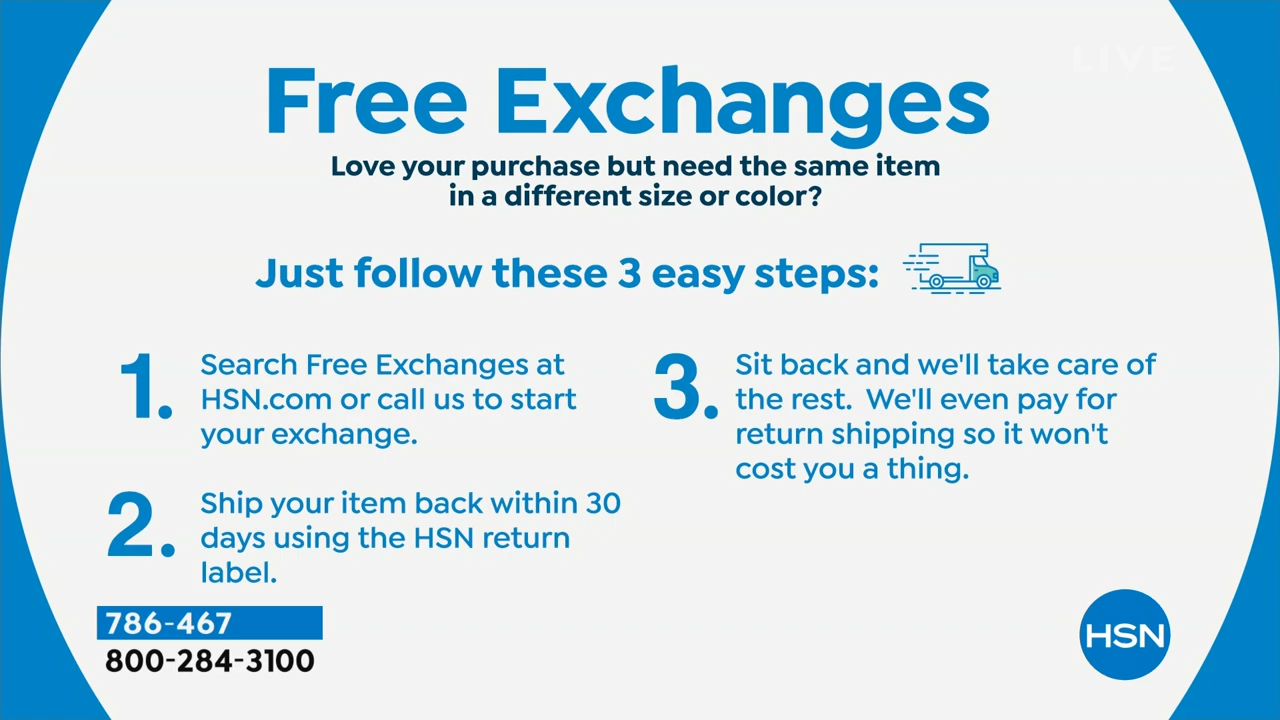 LIVE
Free Exchanges
Love your purchase but need the same item
in a different size or color?
Just follow these 3 easy steps:
1. Search Free Exchanges at
HSN.com or call us to start
your exchange.
2. Ship your item back within 30
days using the HSN return
label.
3. Sit back and we'll take care of
the rest. We'll even pay for
return shipping so it won't
cost you a thing.
786-467
800-284-3100
HSN